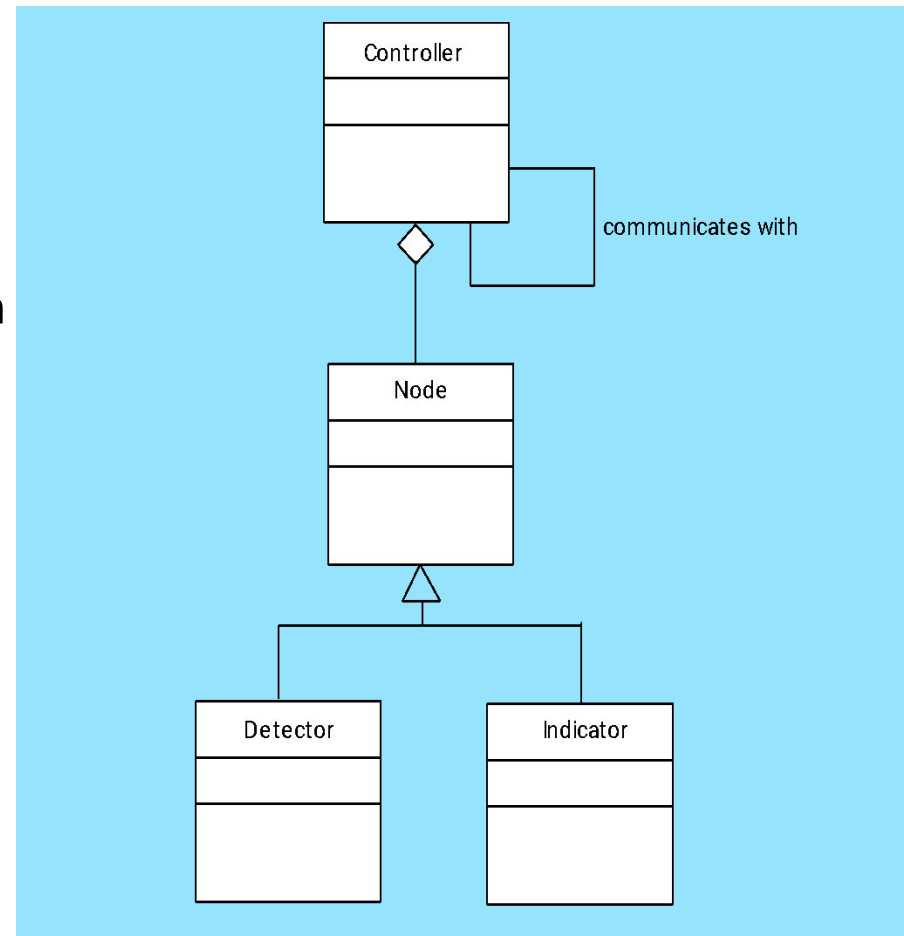 Controller
communicates with
Node
Detector
Indicator